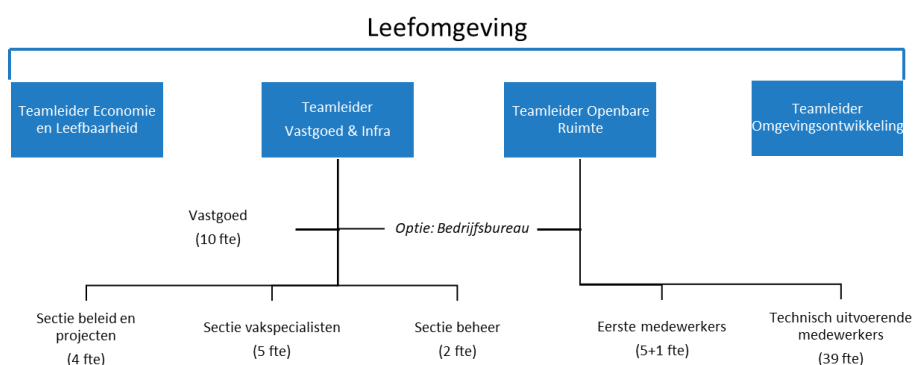 Leefomgeving
Teamleider Economie
en Leefbaarheid
Teamleider
Vastgoed & Infra
Teamleider Openbare
Ruimte
Teamleider
Omgevingsontwikkeling
Vastgoed
(10 fte)
Optie: Bedrijfsbureau
Sectie beleid en
projecten
(4 fte)
Sectie vakspecialisten
(5 fte)
Sectie beheer
(2 fte)
Eerste medewerkers
(5+1 fte)
Technisch uitvoerende
medewerkers
(39 fte)